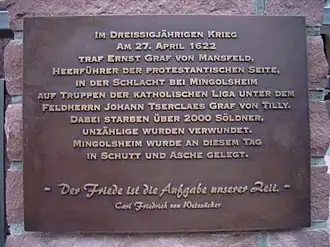 Im Dreissigjährigen Krieg
Am 27. April 1622
traf Ernst Graf von Mansfeld,
Heerführer der protestantischen Seite,
in der Schlacht bei Mingolsheim
auf Truppen der katholischen Liga unter dem
Feldherrn Johann Tserclaes Graf von Tilly.
Dabei starben über 2000 Söldner,
unzählige wurden verwundet.
Mingolsheim wurde an diesem Tag
in Schutt und Asche gelegt.
~ Der Friede ist die Aufgabe unserer Zeit. ~
Carl Friedrich von Weizsäcker